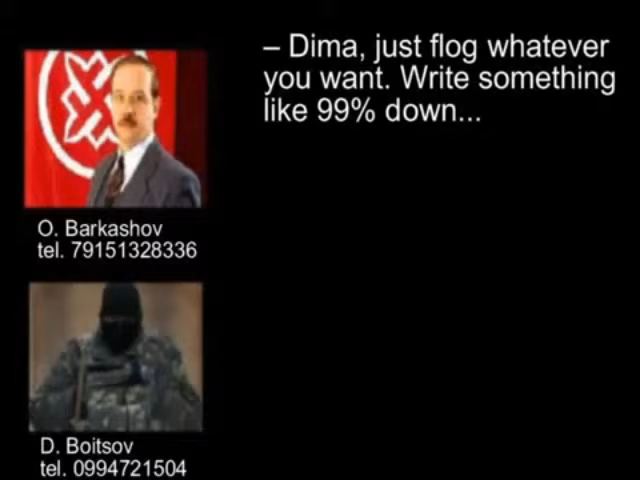 – Dima, just flog whatever
you want. Write something
like 99% down...
O. Barkashov
tel. 79151328336
D. Boitsov
tel. 0994721504